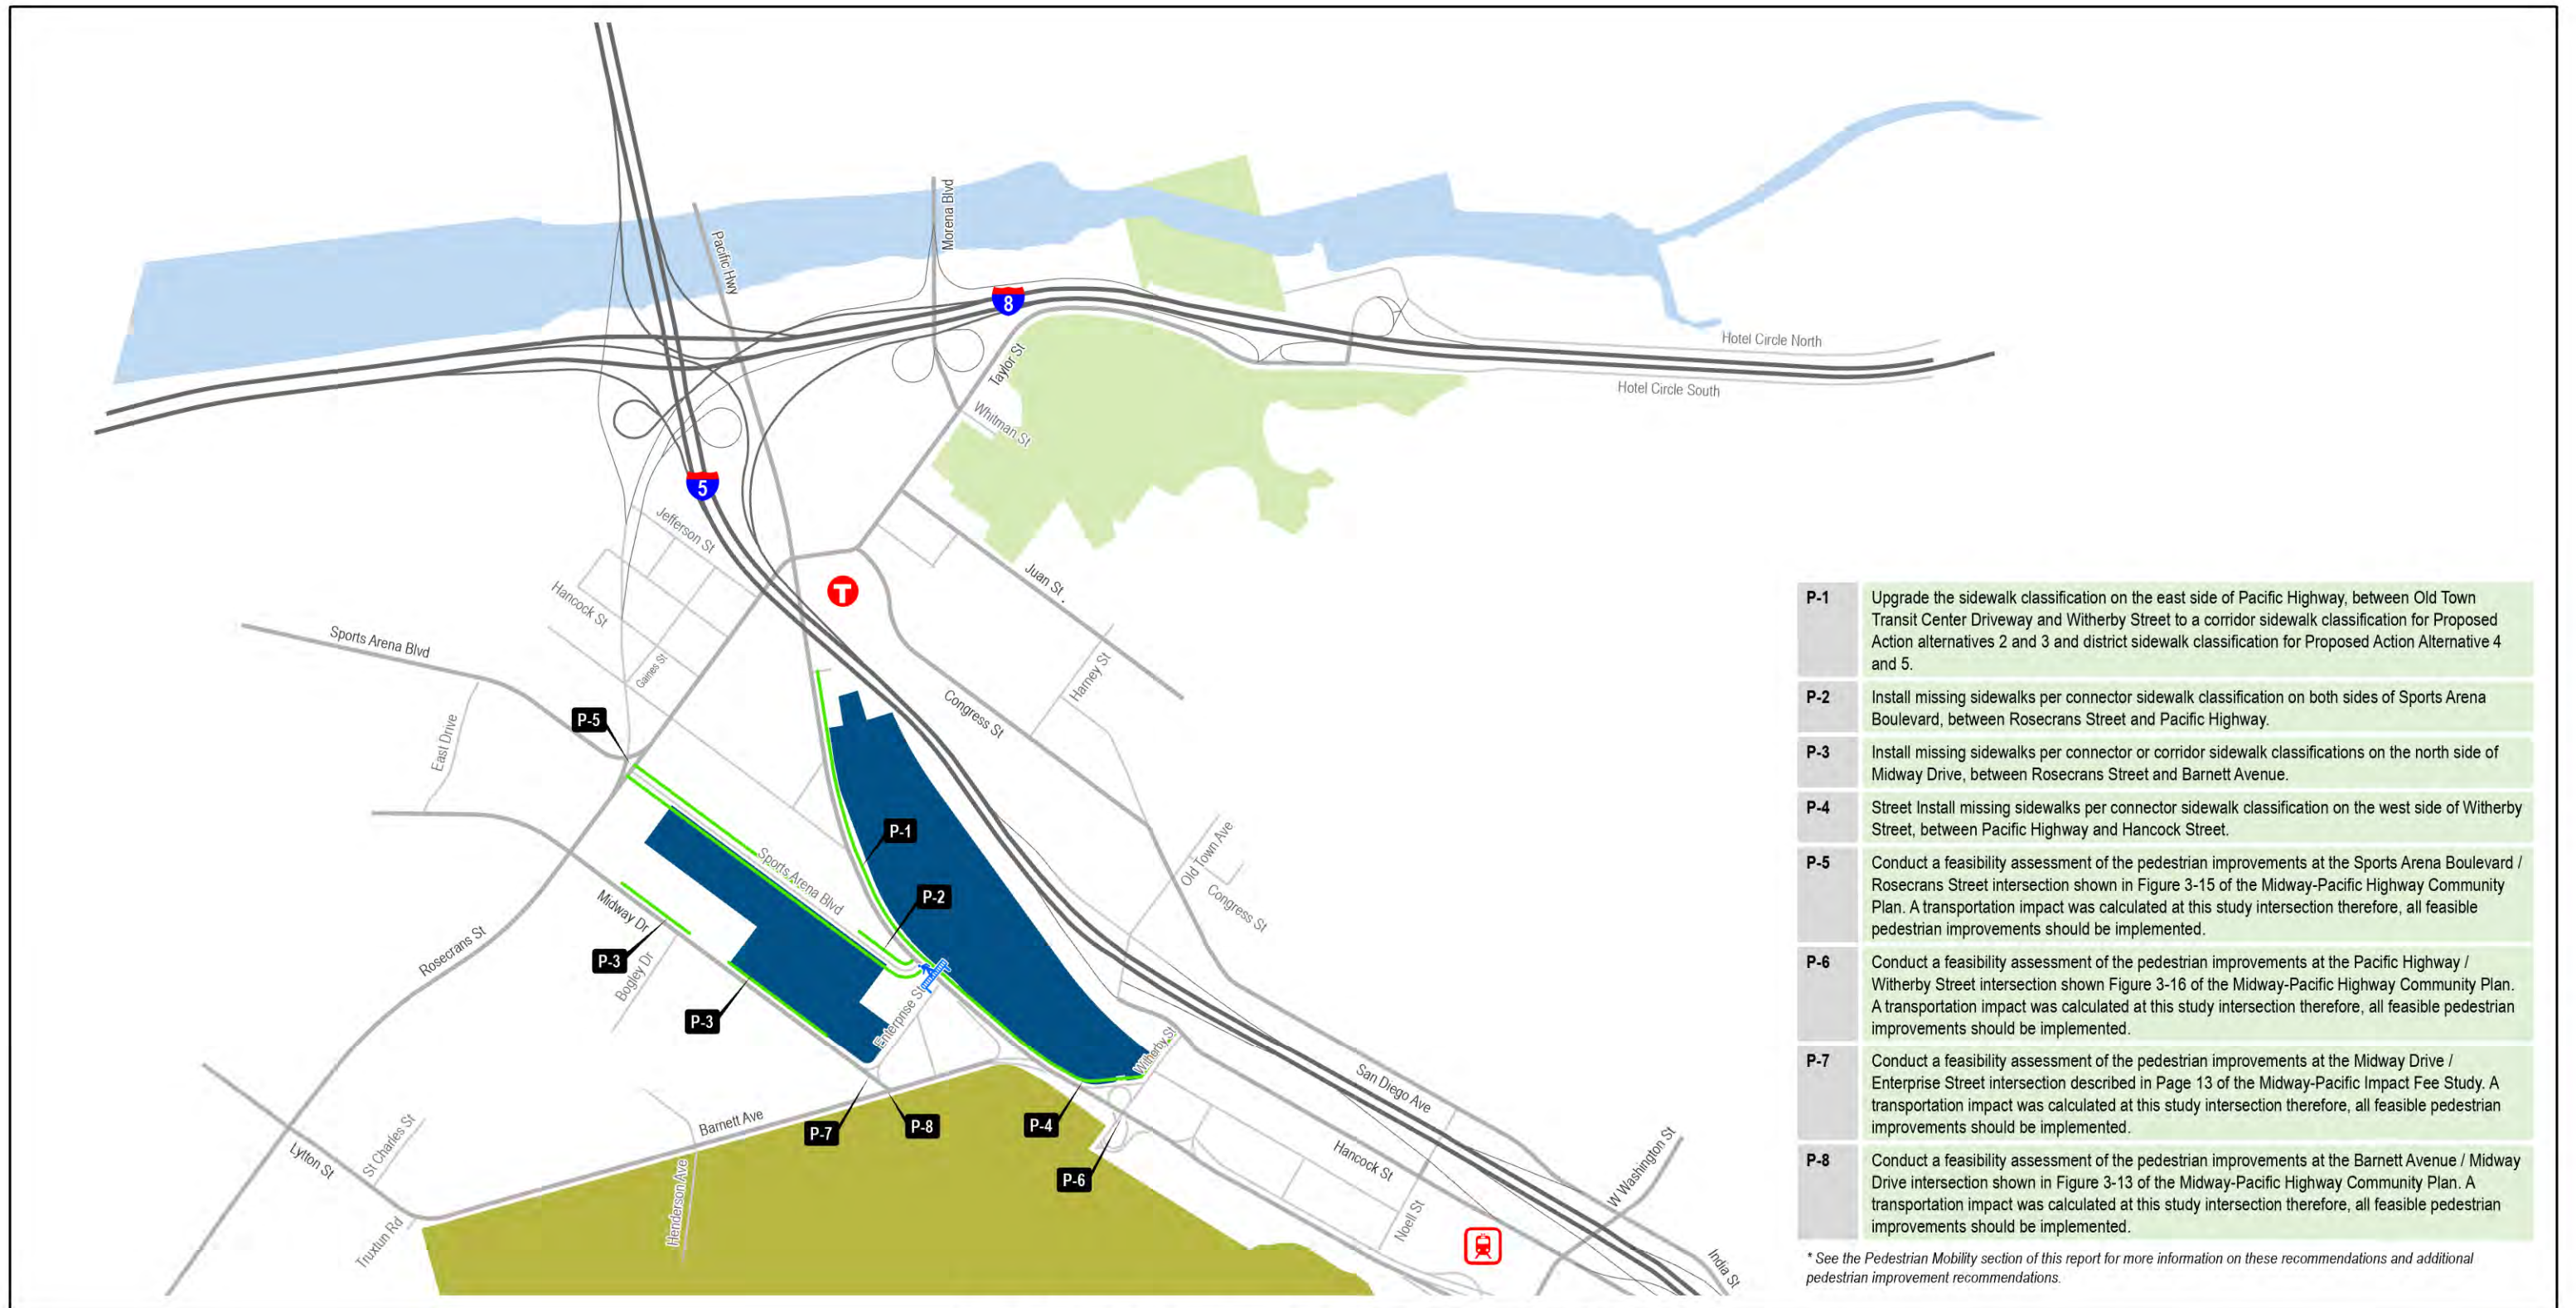 Pacific Hwy
Morena Blvd
8
Hotel Circle North
Hotel Circle South
Taylor St
Whitman St
5
Jefferson St
Hancock St
Juan St .
Sports Arena Blvd
Gaines St
Harney St
East Drive
P-5
Congress St
P-1
Old Town Ave
Sports Arena Blvd
P-2
Congress St
Midway Dr
Rosecrans St
P-3
Bogley Dr
P-3
Enterprise St
Witherby St
San Diego Ave
Barnett Ave
P-7
P-8
P-4
P-6
Lytton St
St Charles St
Henderson Ave
Truxtun Rd
Hancock St
Noell St
W Washington St
India St
T
P-1 Upgrade the sidewalk classification on the east side of Pacific Highway, between Old Town
Transit Center Driveway and Witherby Street to a corridor sidewalk classification for Proposed
Action alternatives 2 and 3 and district sidewalk classification for Proposed Action Alternative 4
and 5.
P-2 Install missing sidewalks per connector sidewalk classification on both sides of Sports Arena
Boulevard, between Rosecrans Street and Pacific Highway.
P-3 Install missing sidewalks per connector or corridor sidewalk classifications on the north side of
Midway Drive, between Rosecrans Street and Barnett Avenue.
P-4 Street Install missing sidewalks per connector sidewalk classification on the west side of Witherby
Street, between Pacific Highway and Hancock Street.
P-5 Conduct a feasibility assessment of the pedestrian improvements at the Sports Arena Boulevard /
Rosecrans Street intersection shown in Figure 3-15 of the Midway-Pacific Highway Community
Plan. A transportation impact was calculated at this study intersection therefore, all feasible
pedestrian improvements should be implemented.
P-6 Conduct a feasibility assessment of the pedestrian improvements at the Pacific Highway /
Witherby Street intersection shown Figure 3-16 of the Midway-Pacific Highway Community Plan.
A transportation impact was calculated at this study intersection therefore, all feasible pedestrian
improvements should be implemented.
P-7 Conduct a feasibility assessment of the pedestrian improvements at the Midway Drive /
Enterprise Street intersection described in Page 13 of the Midway-Pacific Impact Fee Study. A
transportation impact was calculated at this study intersection therefore, all feasible pedestrian
improvements should be implemented.
P-8 Conduct a feasibility assessment of the pedestrian improvements at the Barnett Avenue / Midway
Drive intersection shown in Figure 3-13 of the Midway-Pacific Highway Community Plan. A
transportation impact was calculated at this study intersection therefore, all feasible pedestrian
improvements should be implemented.
* See the Pedestrian Mobility section of this report for more information on these recommendations and additional
pedestrian improvement recommendations.